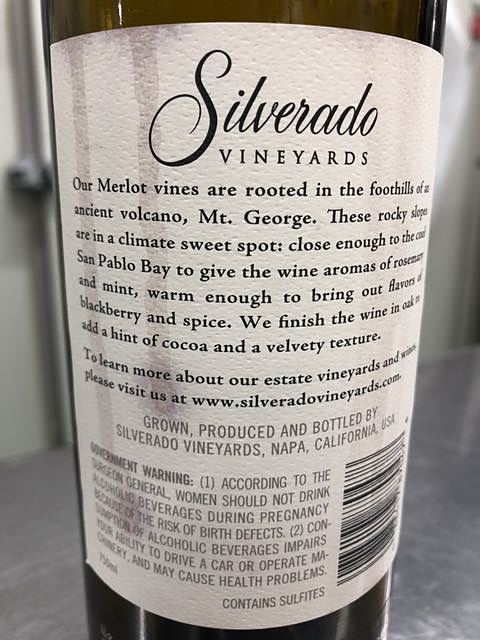 Silverado
VINEYARDS
Our Merlot vines are rooted in the foothills of an
ancient volcano, Mt. George. These rocky slopes
are in a climate sweet spot: close enough to the cool
San Pablo Bay to give the wine aromas of rosemary
and mint, warm enough to bring out flavors of
blackberry and spice. We finish the wine in oak to
add a hint of cocoa and a velvety texture.
To learn more about our estate vineyards and wines,
please visit us at www.silveradovineyards.com.
GROWN, PRODUCED AND BOTTLED BY
SILVERADO VINEYARDS, NAPA, CALIFORNIA, USA
GOVERNMENT WARNING: (1) ACCORDING TO THE
SURGEON GENERAL, WOMEN SHOULD NOT DRINK
ALCOHOLIC BEVERAGES DURING PREGNANCY
BECAUSE OF THE RISK OF BIRTH DEFECTS. (2) CON-
SUMPTION OF ALCOHOLIC BEVERAGES IMPAIRS
YOUR ABILITY TO DRIVE A CAR OR OPERATE MA-
CHINERY, AND MAY CAUSE HEALTH PROBLEMS.
750ml
CONTAINS SULFITES